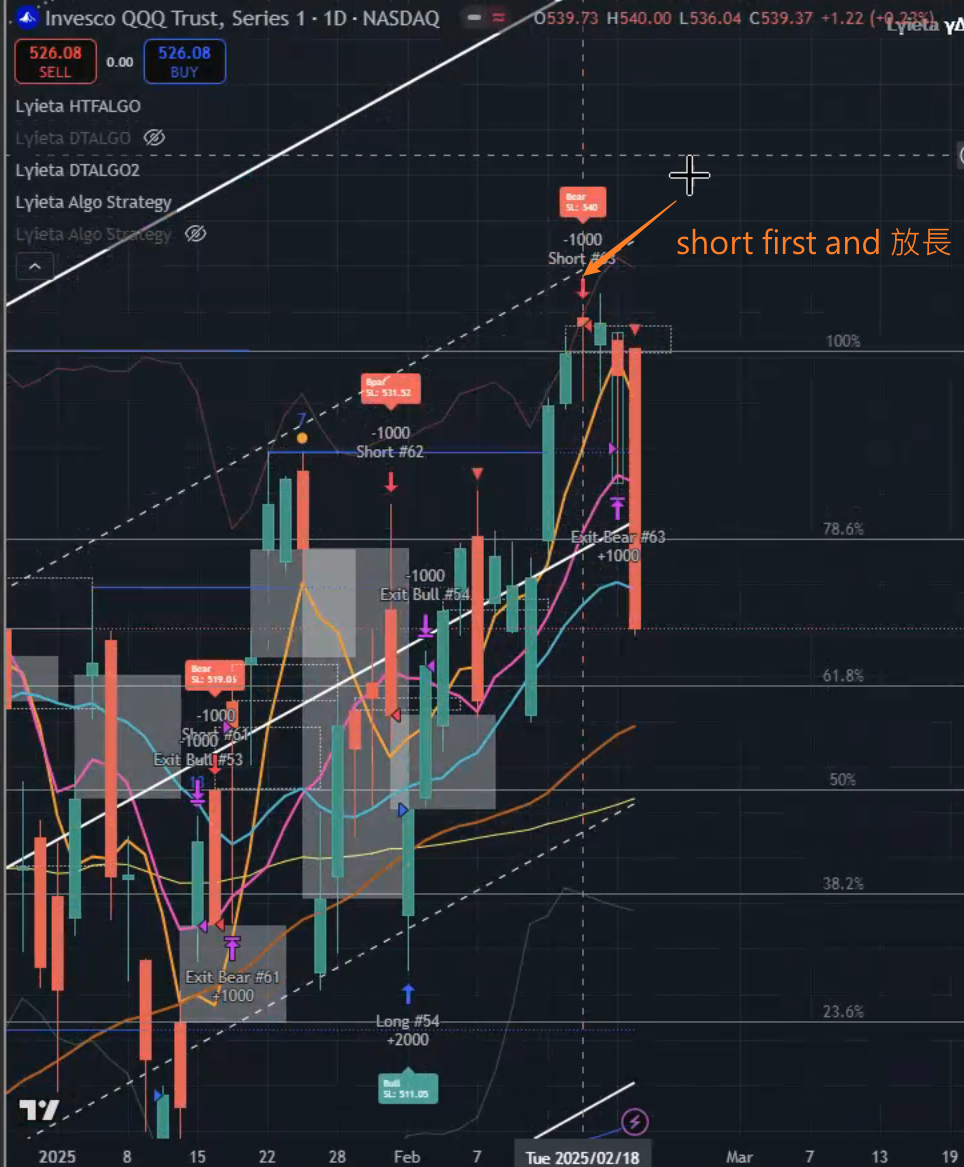 Invesco QQQ Trust, Series 1 · 1D · NASDAQ
O539.73 H540.00 L536.04 C539.37 +1.22 (+0.23%)
Lyieta
526.08
SELL
0.00
526.08
BUY
Lyieta HTFALGO
Lyieta DTALGO
Lyieta DTALGO2
Lyieta Algo Strategy
Lyieta Algo Strategy
Bear
SL: 540
-1000
Short #63
short first and 放長
100%
Bear
SL: 531.52
7
-1000
Short #62
78.6%
Exit Bear #63
+1000
-1000
Exit Bull #54
61.8%
Bear
SL: 519.05
-1000
Short #61
-1000
Exit Bull #53
50%
38.2%
Exit Bear #61
+1000
23.6%
Long #54
+2000
Bull
SL: 511.05
2025
8
15
22
28
Feb
7
Tue 2025/02/18
Mar
7
13
19